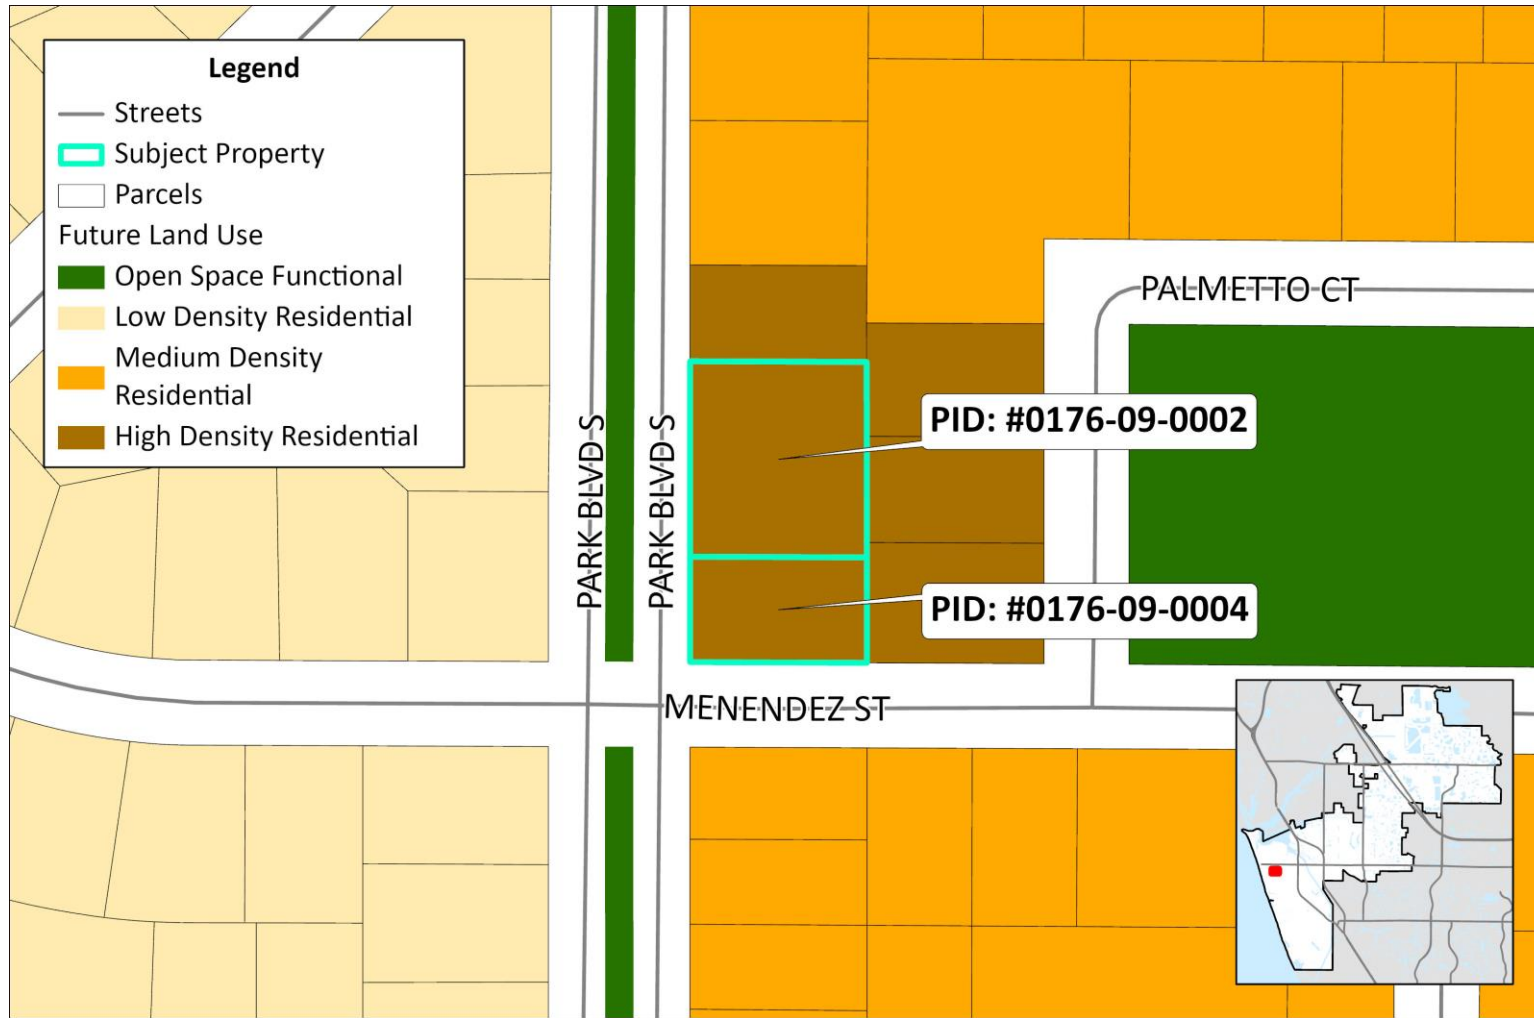 Legend
Streets
Subject Property
Parcels
Future Land Use
Open Space Functional
Low Density Residential
Medium Density
Residential
High Density Residential
PALMETTO CT
PID: #0176-09-0002
PARK BLVD S
PARK BLVD S
PID: #0176-09-0004
MENENDEZ ST